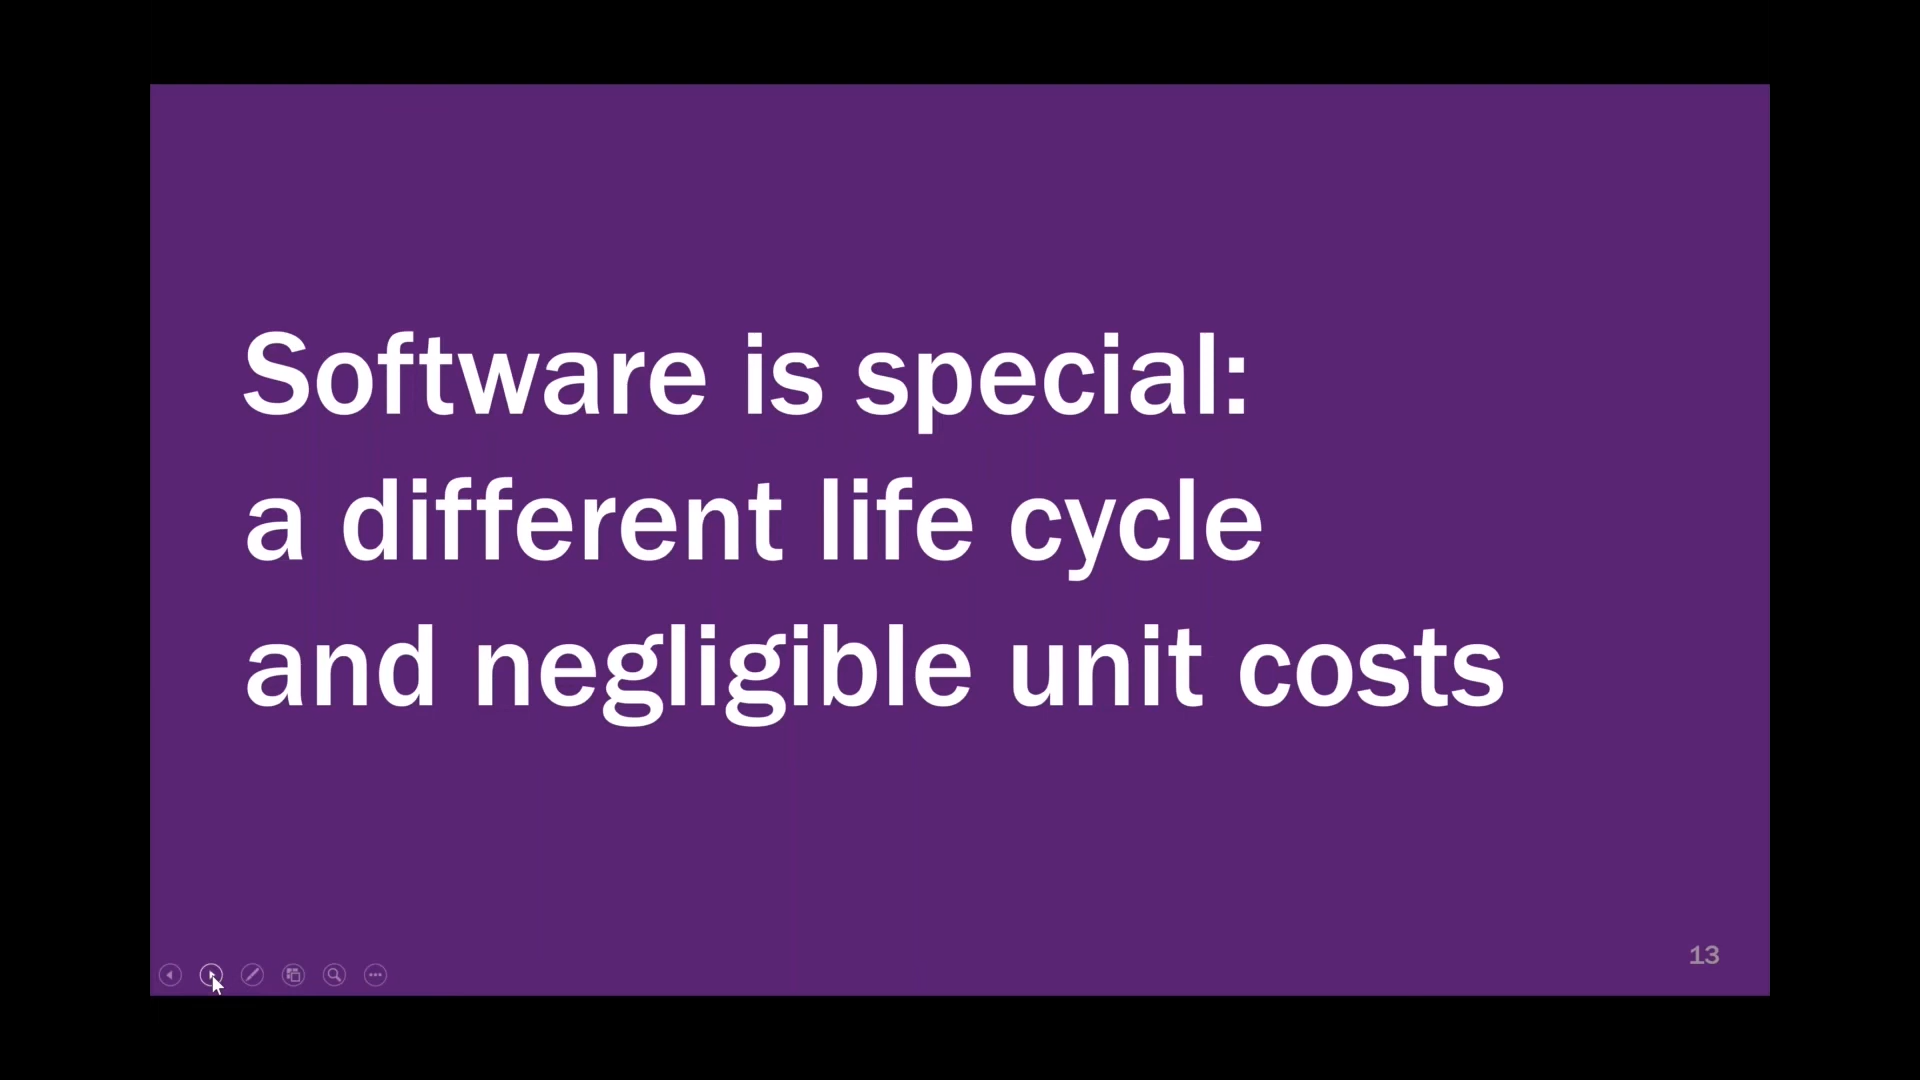 Software is special:
a different life cycle
and negligible unit costs
13